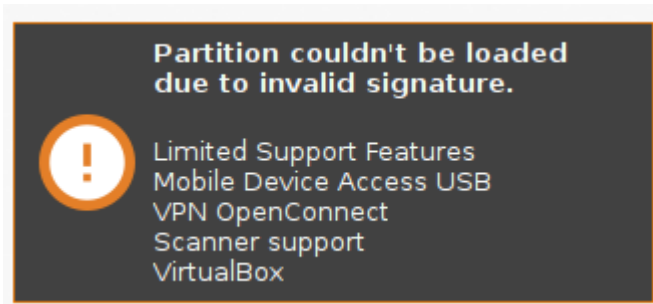 Partition couldn't be loaded
due to invalid signature.
!
Limited Support Features
Mobile Device Access USB
VPN OpenConnect
Scanner support
VirtualBox